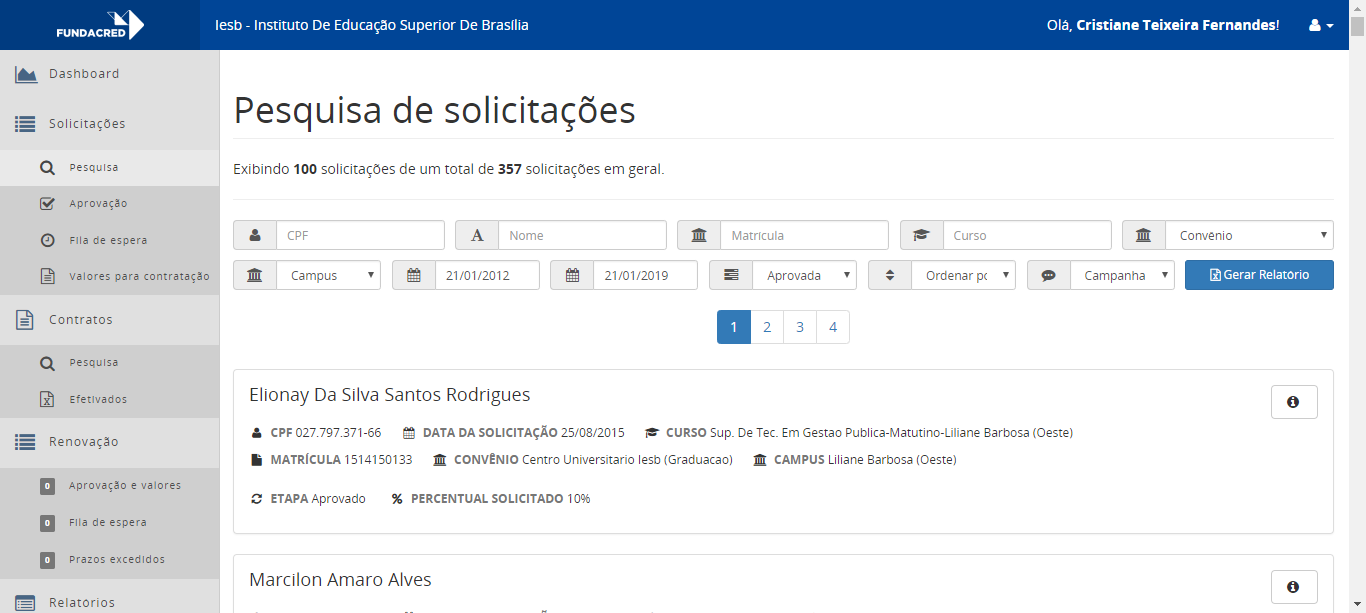 FUNDACRED
Iesb - Instituto De Educação Superior De Brasília
Olá, Cristiane Teixeira Fernandes!
Dashboard
Solicitações
Pesquisa
Aprovação
Fila de espera
Valores para contratação
Contratos
Pesquisa
Efetivados
Renovação
0 Aprovação e valores
0 Fila de espera
0 Prazos excedidos
Relatórios
Pesquisa de solicitações
Exibindo 100 solicitações de um total de 357 solicitações em geral.
CPF
Nome
Matrícula
Curso
Convênio
Campus
21/01/2012
21/01/2019
Aprovada
Ordenar pc
Campanha
Gerar Relatório
1 2 3 4
Elionay Da Silva Santos Rodrigues
CPF 027.797.371-66 DATA DA SOLICITAÇÃO 25/08/2015 CURSO Sup. De Tec. Em Gestao Publica-Matutino-Liliane Barbosa (Oeste)
MATRÍCULA 1514150133 CONVÊNIO Centro Universitario Iesb (Graduacao) CAMPUS Liliane Barbosa (Oeste)
ETAPA Aprovado PERCENTUAL SOLICITADO 10%
Marcilon Amaro Alves